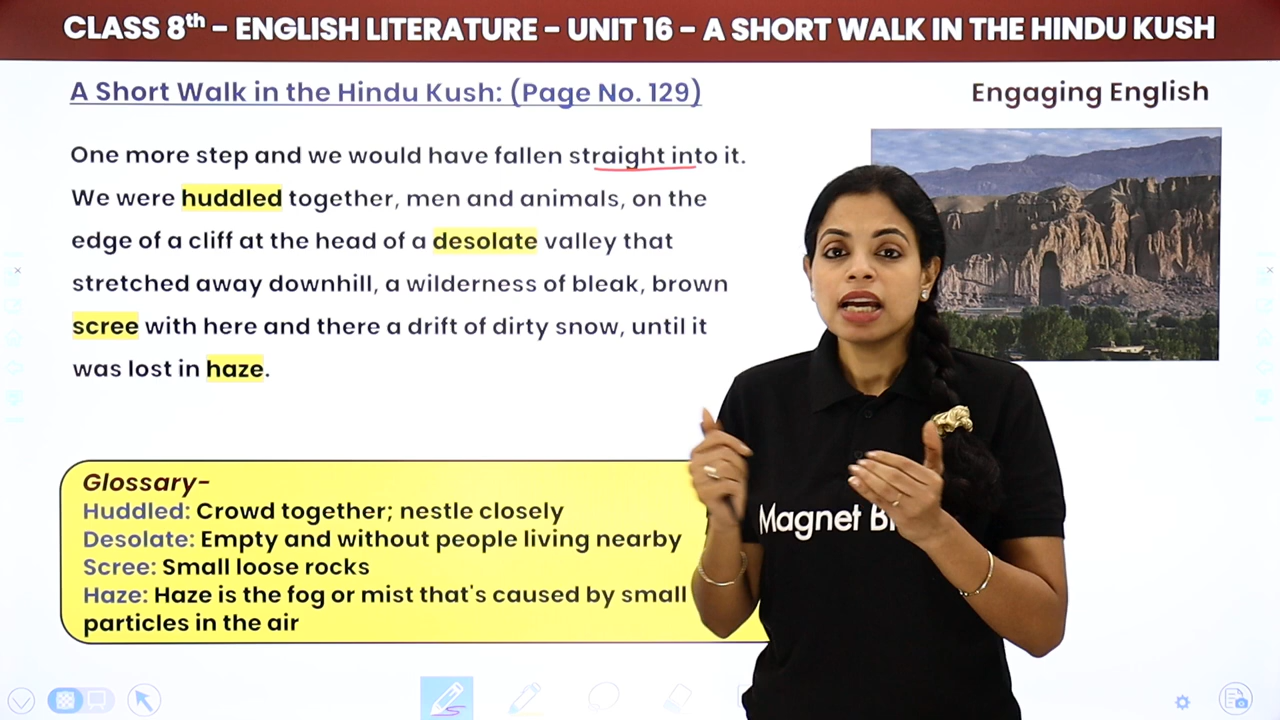 CLASS 8th - ENGLISH LITERATURE - UNIT 16 - A SHORT WALK IN THE HINDU KUSH
A Short Walk in the Hindu Kush: (Page No. 129)
Engaging English
One more step and we would have fallen straight into it.
We were huddled together, men and animals, on the
edge of a cliff at the head of a desolate valley that
stretched away downhill, a wilderness of bleak, brown
scree with here and there a drift of dirty snow, until it
was lost in haze.
Glossary-
Huddled: Crowd together; nestle closely
Desolate: Empty and without people living nearby
Scree: Small loose rocks
Haze: Haze is the fog or mist that's caused by small
particles in the air
Magnet